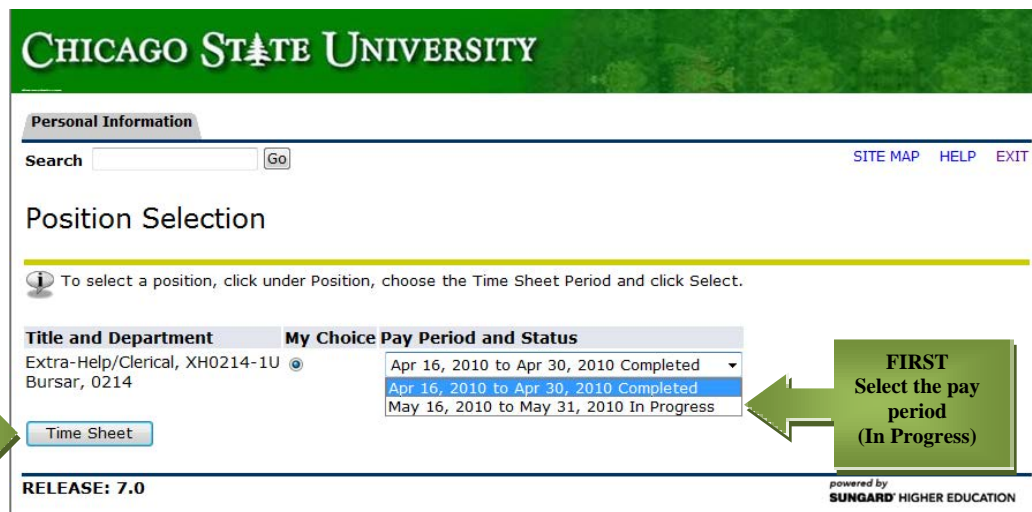 CHICAGO STATE UNIVERSITY
Personal Information
Search Go SITE MAP HELP EXIT
Position Selection
To select a position, click under Position, choose the Time Sheet Period and click Select.
Title and Department My Choice Pay Period and Status
Extra-Help/Clerical, XH0214-1U Apr 16, 2010 to Apr 30, 2010 Completed
Bursar, 0214
Apr 16, 2010 to Apr 30, 2010 Completed
May 16, 2010 to May 31, 2010 In Progress
FIRST
Select the pay
period
(In Progress)
Time Sheet
RELEASE: 7.0
powered by
SUNGARD' HIGHER EDUCATION